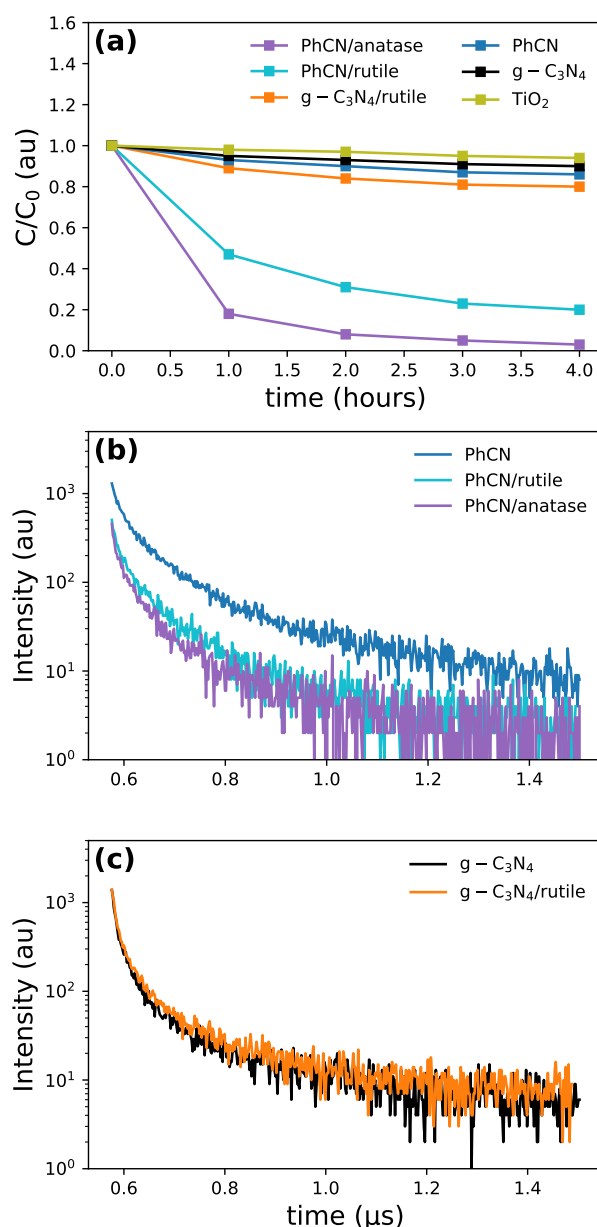 (a)
PhCN/anatase
PhCN/rutile
g − C₃N₄/rutile
PhCN
g − C₃N₄
TiO₂
C/C₀ (au)
1.6
1.4
1.2
1.0
0.8
0.6
0.4
0.2
0.0
0.0 0.5 1.0 1.5 2.0 2.5 3.0 3.5 4.0
time (hours)
(b)
PhCN
PhCN/rutile
PhCN/anatase
Intensity (au)
10³
10²
10¹
10⁰
0.6 0.8 1.0 1.2 1.4
(c)
g − C₃N₄
g − C₃N₄/rutile
Intensity (au)
10³
10²
10¹
10⁰
0.6 0.8 1.0 1.2 1.4
time (µs)